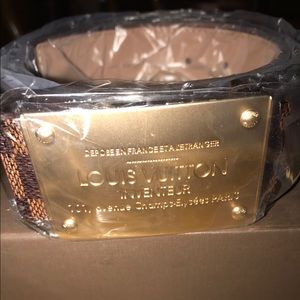 DEPOSE EN FRANCE ET A L'ETRANGER
LOUIS VUITTON
INVENTEUR
101, avenue Champs-Elysées PARIS